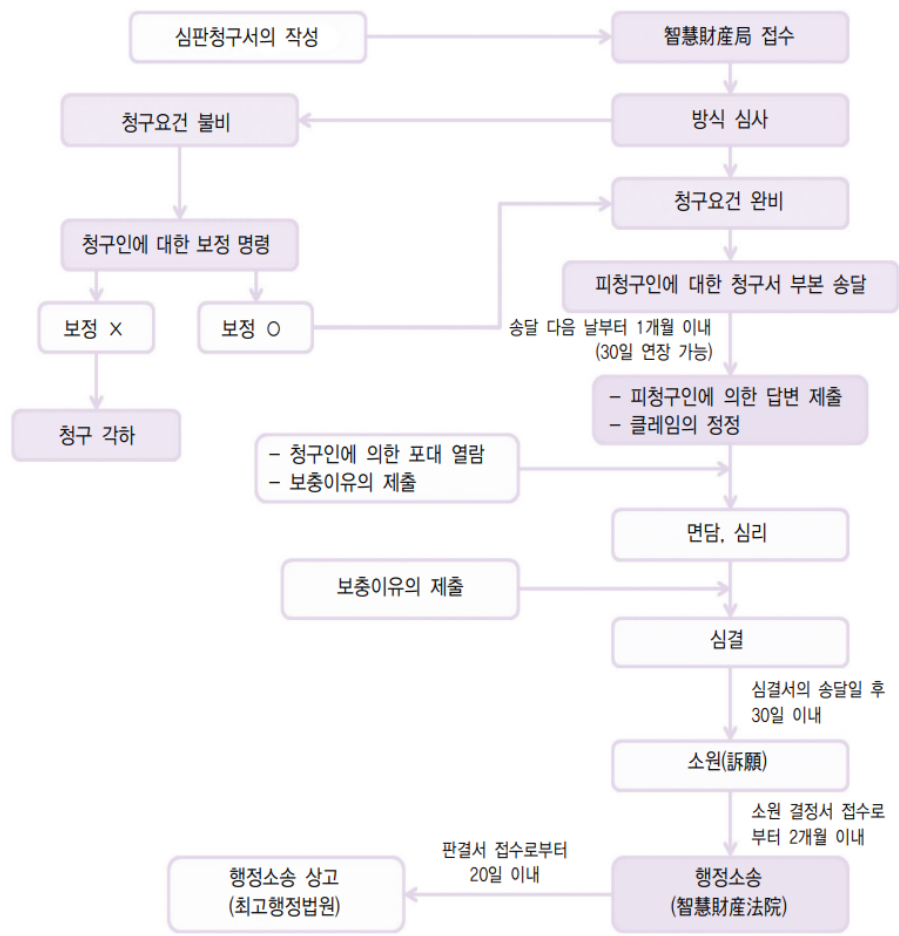 심판청구서의 작성
智慧財産局 접수
청구요건 불비
방식 심사
청구요건 완비
청구인에 대한 보정 명령
피청구인에 대한 청구서 부본 송달
보정 ×
보정 ○
송달 다음 날부터 1개월 이내
(30일 연장 가능)
- 피청구인에 의한 답변 제출
- 클레임의 정정
청구 각하
- 청구인에 의한 포대 열람
- 보충이유의 제출
면담, 심리
보충이유의 제출
심결
심결서의 송달일 후
30일 이내
소원(訴願)
소원 결정서 접수로
부터 2개월 이내
판결서 접수로부터
20일 이내
행정소송 상고
(최고행정법원)
행정소송
(智慧財産法院)